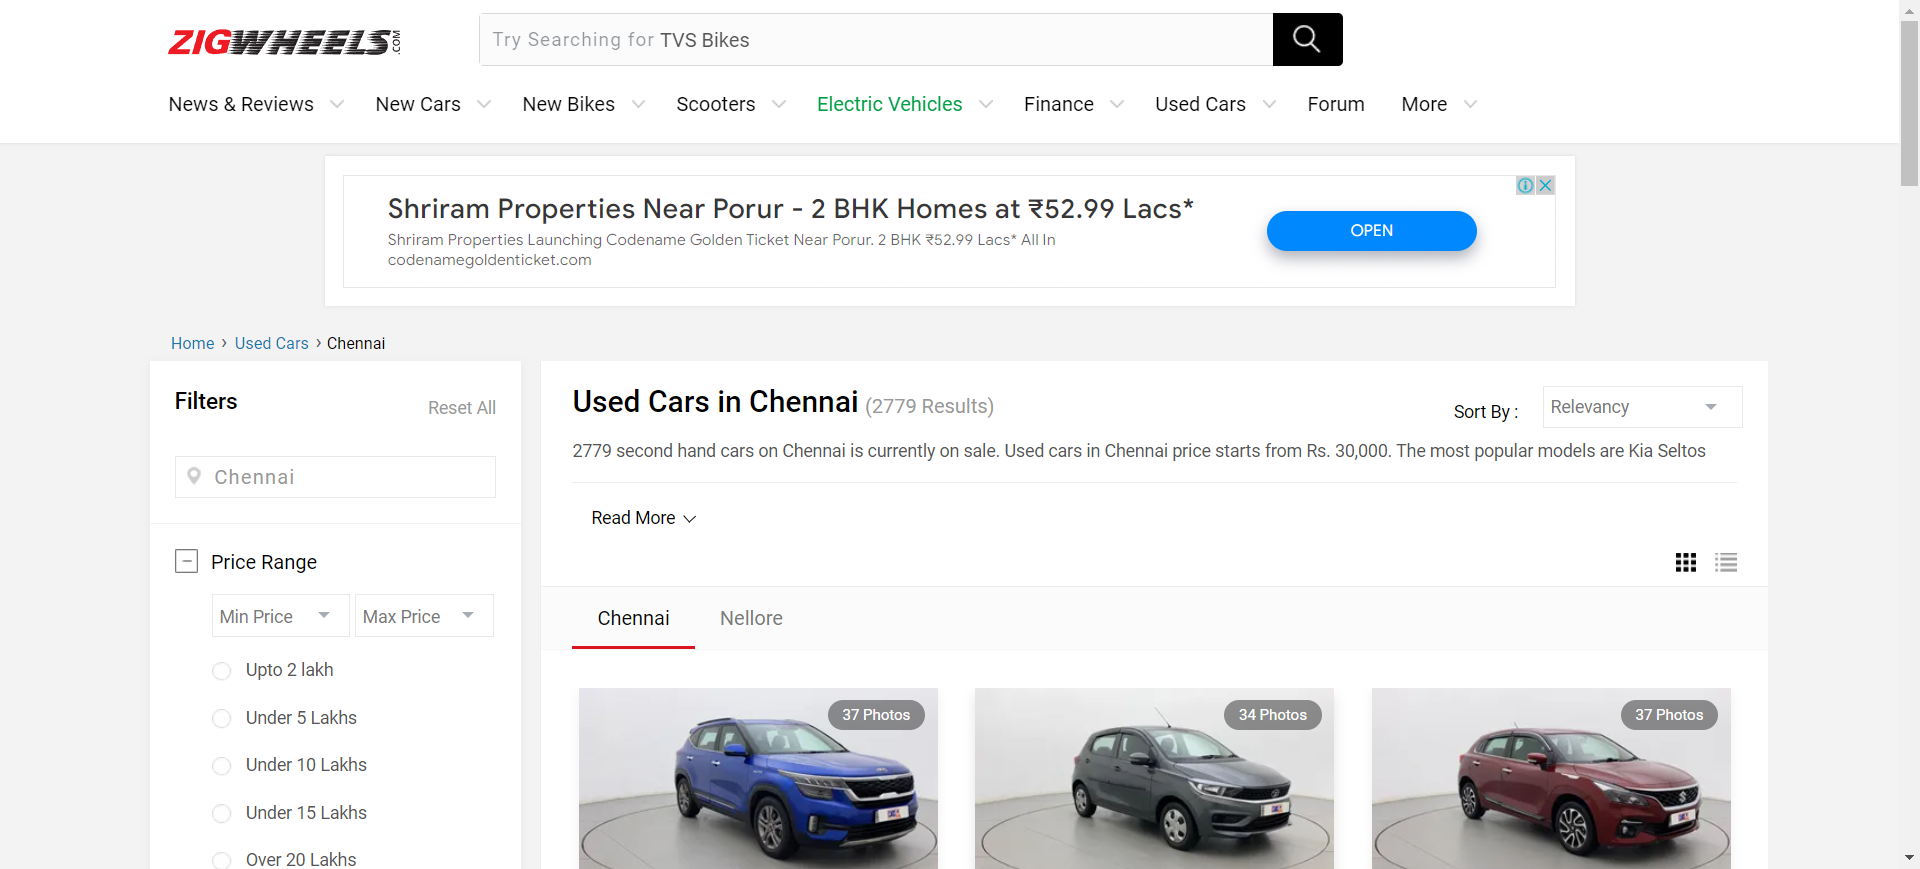 ZIGWHEELS.COM
Try Searching for TVS Bikes
News & Reviews
New Cars
New Bikes
Scooters
Electric Vehicles
Finance
Used Cars
Forum
More
Shriram Properties Near Porur - 2 BHK Homes at ₹52.99 Lacs*
Shriram Properties Launching Codename Golden Ticket Near Porur. 2 BHK ₹52.99 Lacs* All In
codenamegoldenticket.com
OPEN
Home › Used Cars › Chennai
Filters
Reset All
Chennai
Price Range
Min Price
Max Price
Upto 2 lakh
Under 5 Lakhs
Under 10 Lakhs
Under 15 Lakhs
Over 20 Lakhs
Used Cars in Chennai (2779 Results)
Sort By :
Relevancy
2779 second hand cars on Chennai is currently on sale. Used cars in Chennai price starts from Rs. 30,000. The most popular models are Kia Seltos
Read More
Chennai
Nellore
37 Photos
34 Photos
37 Photos